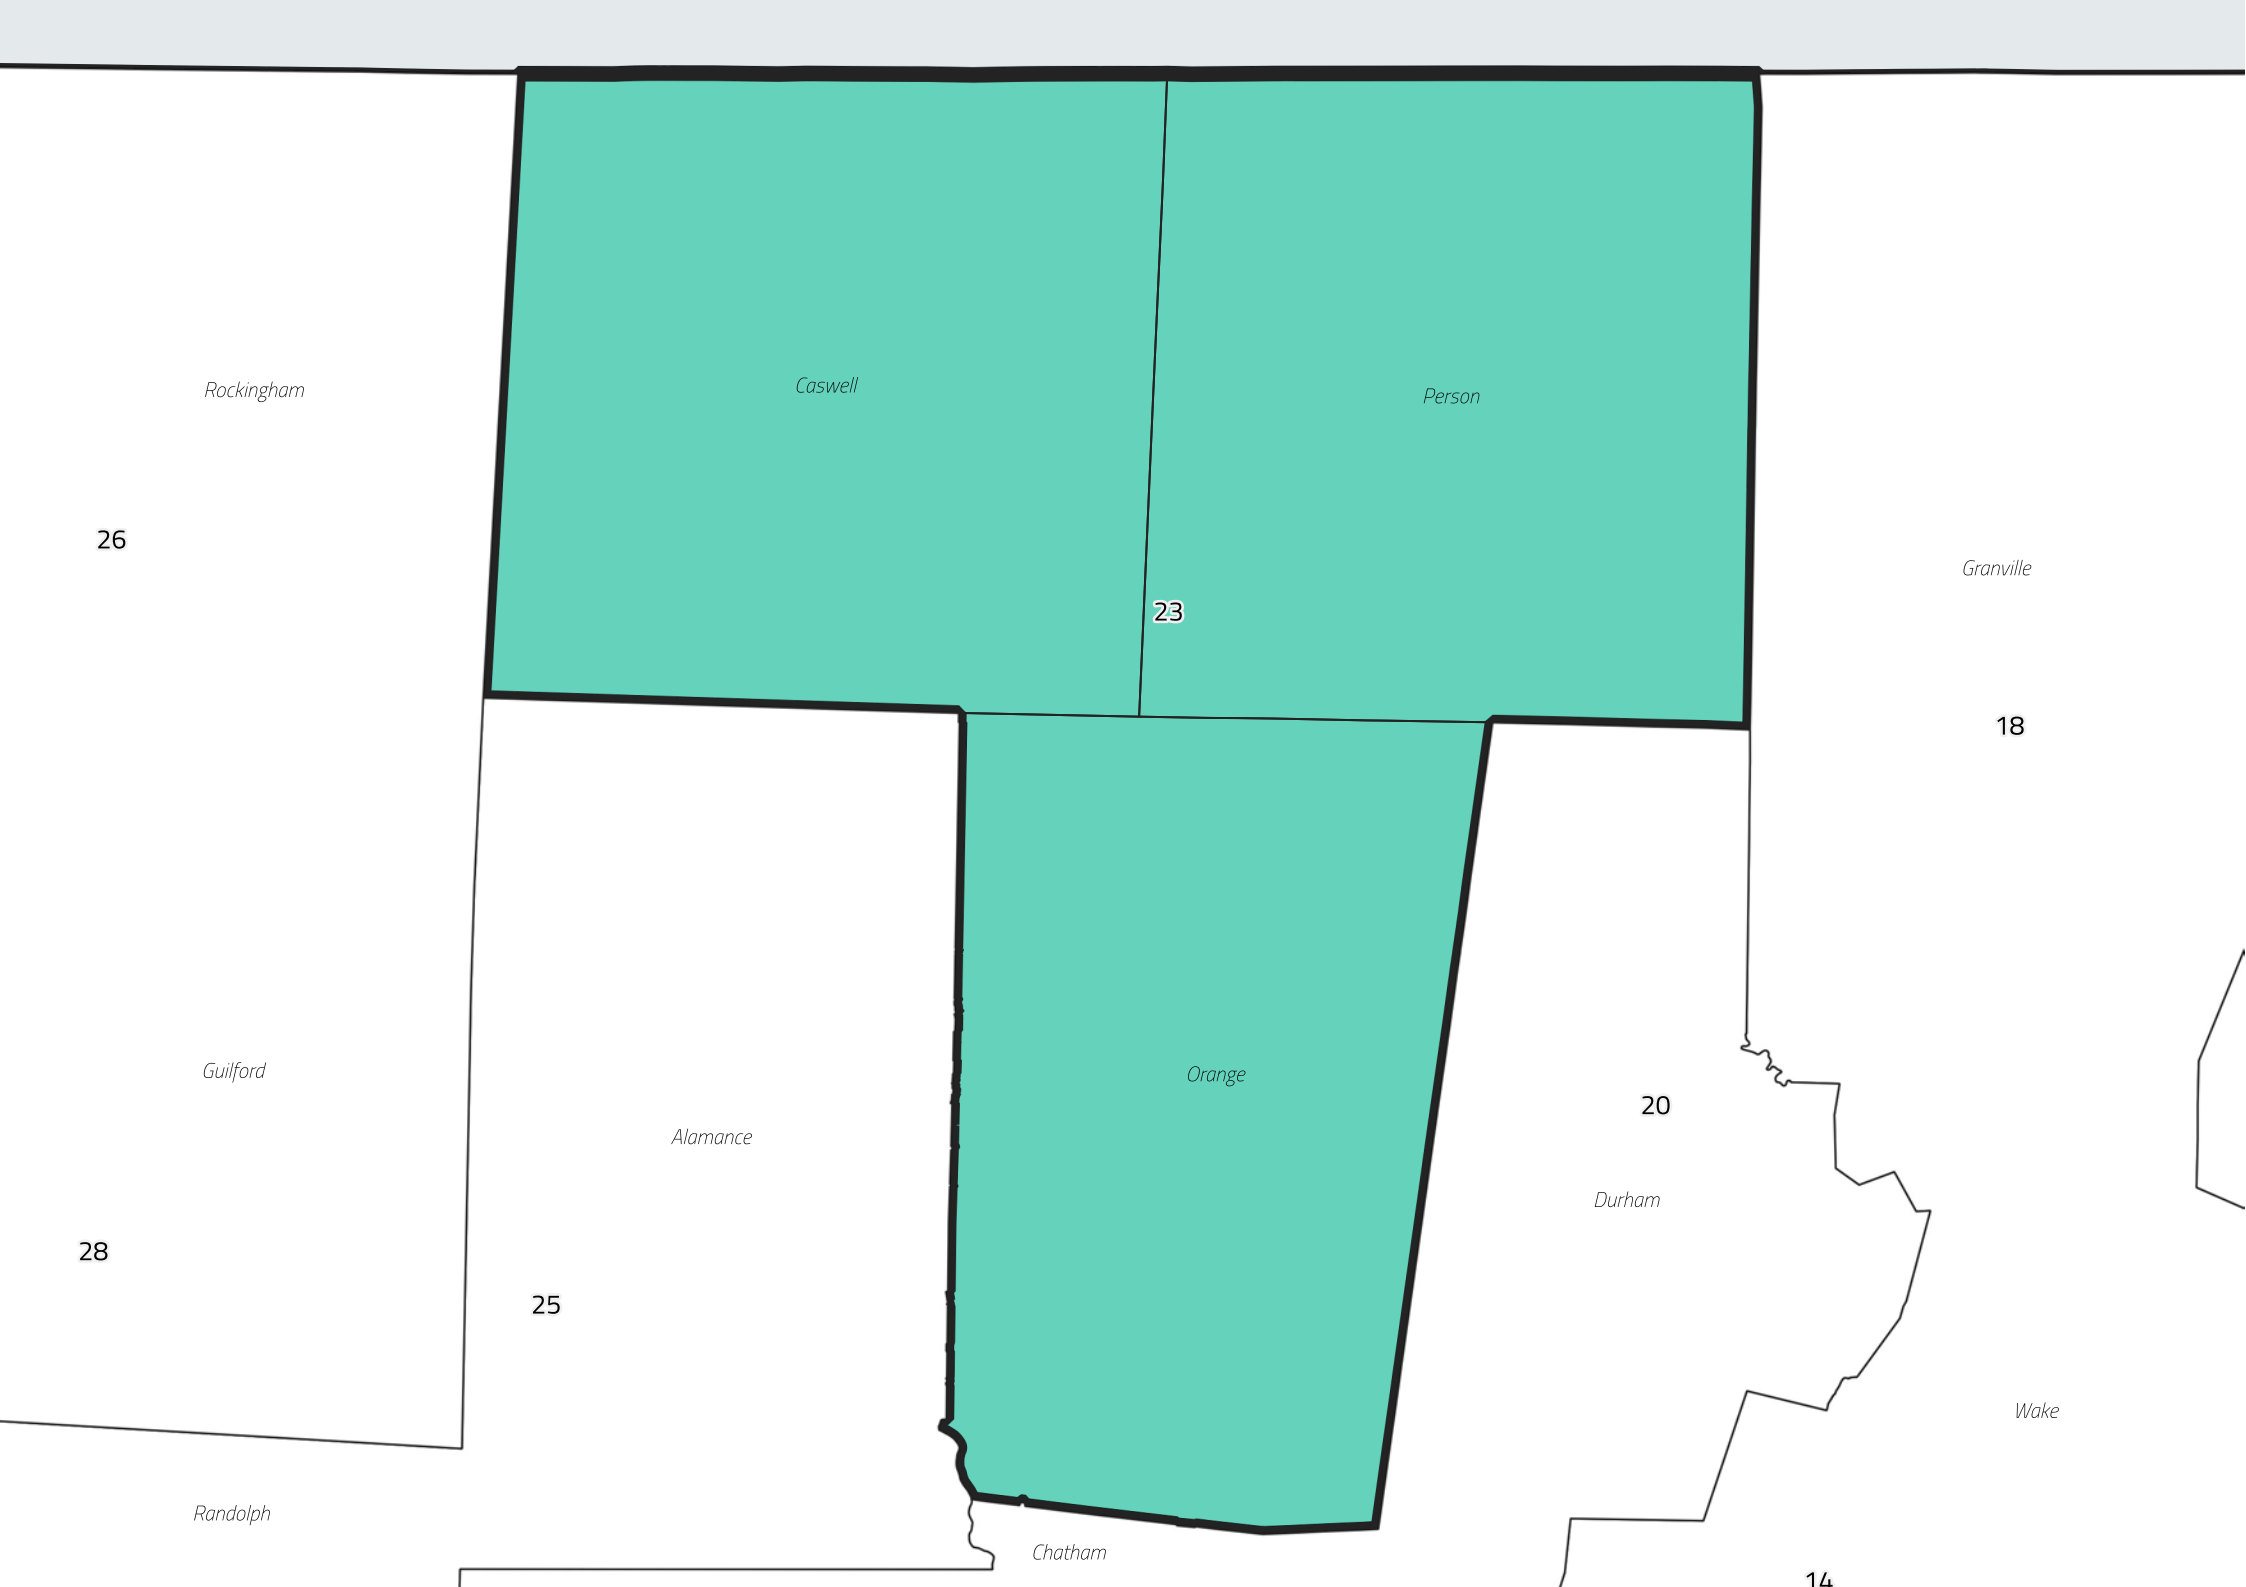 Rockingham
Caswell
Person
26
Granville
23
18
Guilford
Orange
20
Alamance
Durham
28
25
Wake
Randolph
Chatham
14